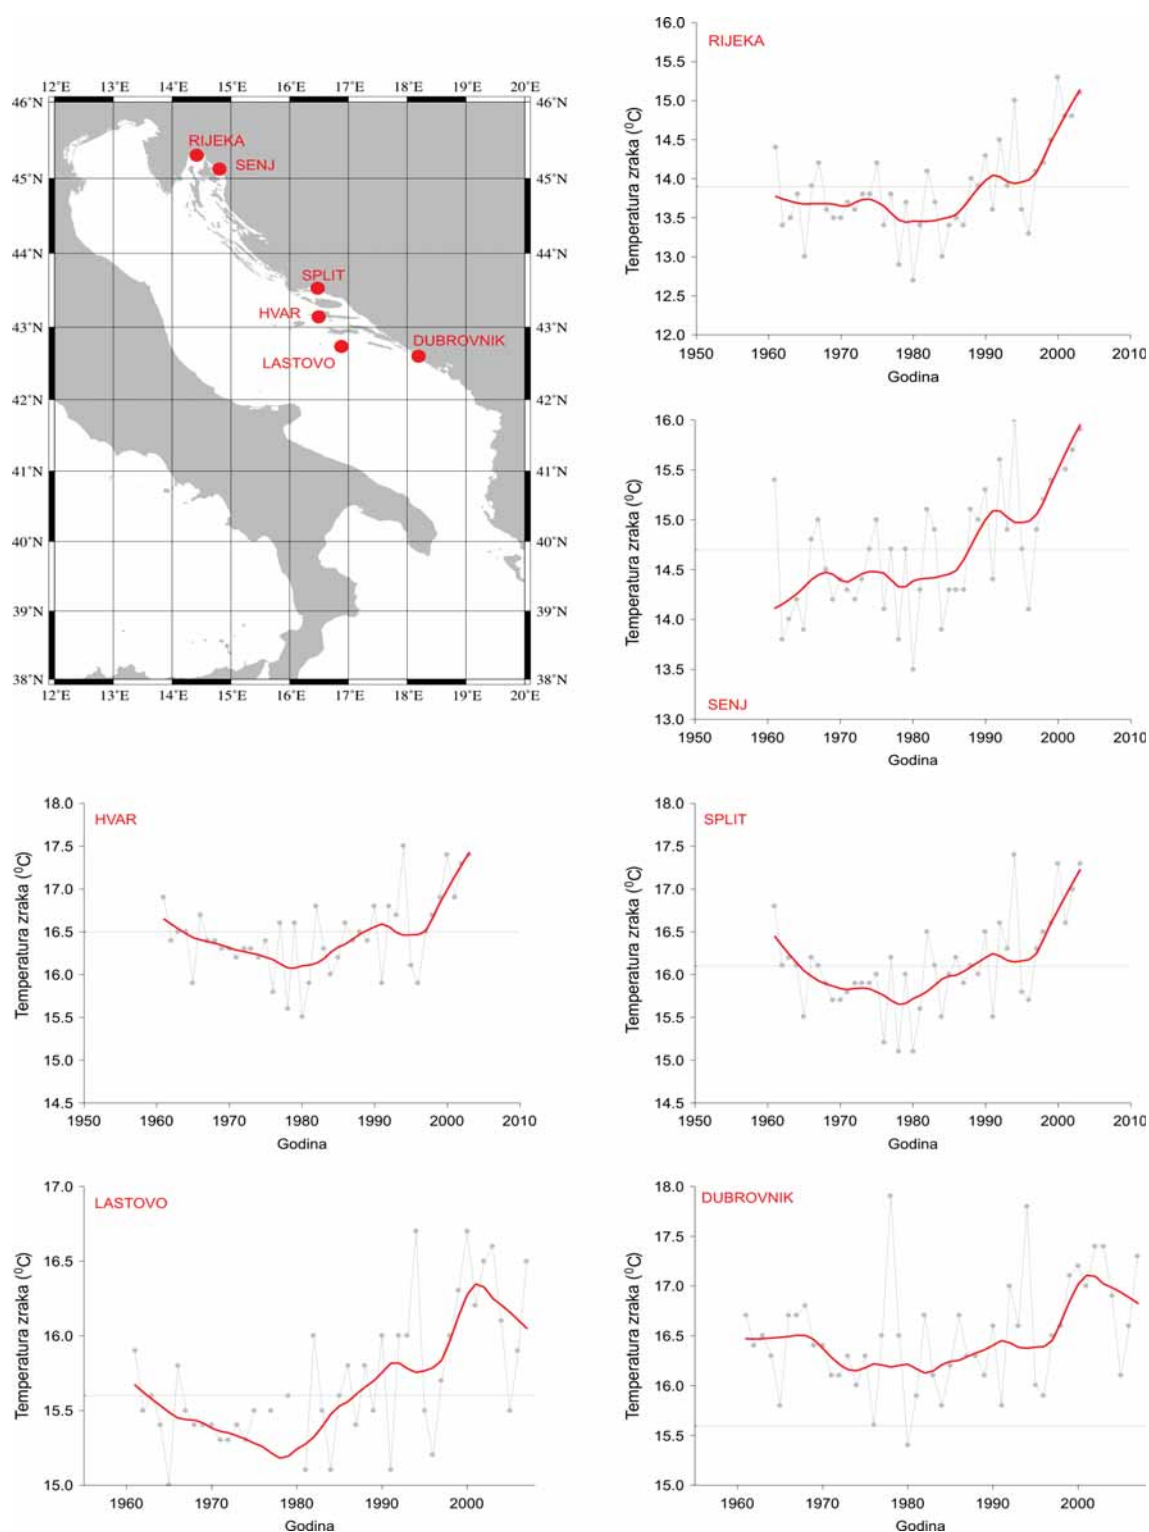 12°E 13°E 14°E 15°E 16°E 17°E 18°E 19°E 20°E
46°N 46°N
RIJEKA
SENJ
45°N 45°N
44°N 44°N
SPLIT
HVAR
43°N 43°N
DUBROVNIK
LASTOVO
42°N 42°N
41°N 41°N
40°N 40°N
39°N 39°N
38°N 38°N
12°E 13°E 14°E 15°E 16°E 17°E 18°E 19°E 20°E
RIJEKA
Temperatura zraka (⁰C)
16.0
15.5
15.0
14.5
14.0
13.5
13.0
12.5
12.0
1950 1960 1970 1980 1990 2000 2010
Godina
Temperatura zraka (⁰C)
16.0
15.5
15.0
14.5
14.0
13.5
13.0
SENJ
1950 1960 1970 1980 1990 2000 2010
Godina
HVAR
Temperatura zraka (⁰C)
18.0
17.5
17.0
16.5
16.0
15.5
15.0
14.5
1950 1960 1970 1980 1990 2000 2010
Godina
SPLIT
Temperatura zraka (⁰C)
18.0
17.5
17.0
16.5
16.0
15.5
15.0
14.5
1950 1960 1970 1980 1990 2000 2010
Godina
LASTOVO
Temperatura zraka (⁰C)
17.0
16.5
16.0
15.5
15.0
1960 1970 1980 1990 2000
Godina
DUBROVNIK
Temperatura zraka (⁰C)
18.0
17.5
17.0
16.5
16.0
15.5
15.0
1960 1970 1980 1990 2000
Godina